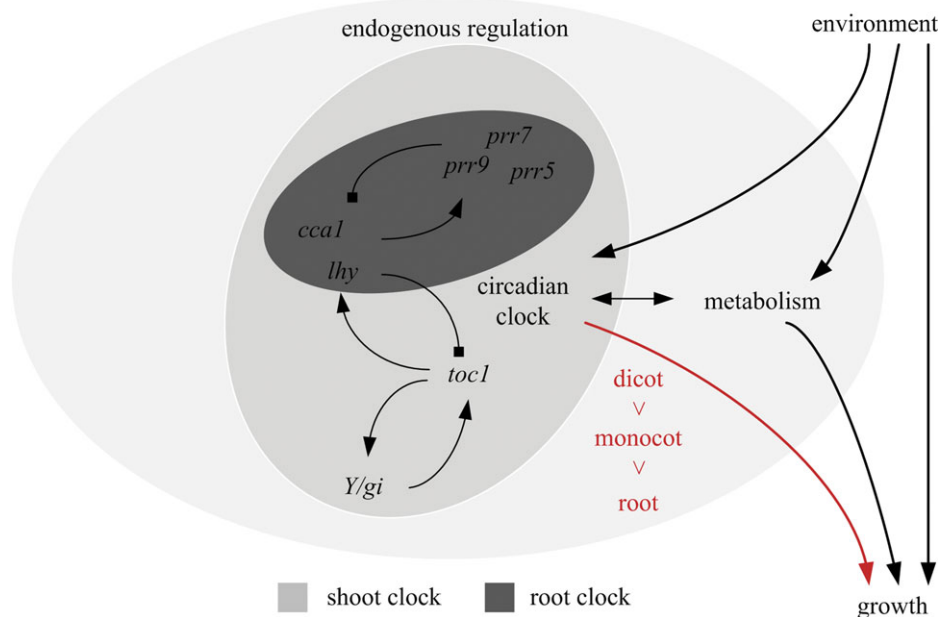 endogenous regulation
environment
prr7
prr9
prr5
cca1
lhy
circadian
clock
metabolism
toc1
dicot
∨
monocot
∨
root
Y/gi
shoot clock
root clock
growth